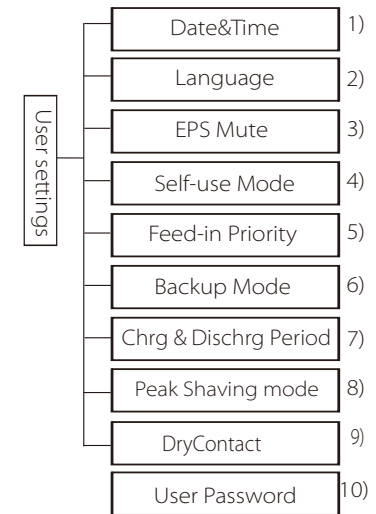 User settings
Date&Time 1)
Language 2)
EPS Mute 3)
Self-use Mode 4)
Feed-in Priority 5)
Backup Mode 6)
Chrg & Dischrg Period 7)
Peak Shaving mode 8)
DryContact 9)
User Password 10)